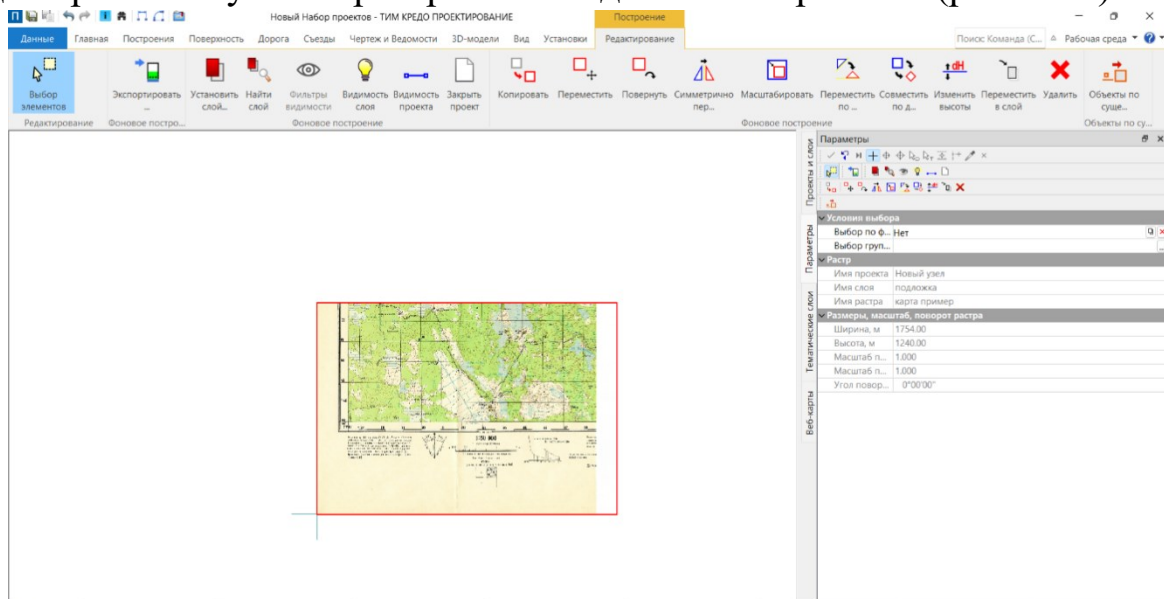 Новый Набор проектов - ТИМ КРЕДО ПРОЕКТИРОВАНИЕ
Построение
Данные Главная Построения Поверхность Дорога Съезды Чертеж и Ведомости 3D-модели Вид Установки Редактирование Поиск: Команда (С... Рабочая среда
Выбор элементов
Экспортировать ...
Установить слой...
Найти слой
Фильтры видимости
Видимость слоя
Видимость проекта
Закрыть проект
Копировать
Переместить
Повернуть
Симметрично пер...
Масштабировать
Переместить по ...
Совместить по д...
Изменить высоты
Переместить в слой
Удалить
Объекты по суще...
Редактирование Фоновое постро... Фоновое построение Фоновое построение Объекты по су...
Параметры
Проекты и слои
Параметры
Тематические слои
Веб-карты
Условия выбора
Выбор по ф... Нет
Выбор груп...
Растр
Имя проекта Новый узел
Имя слоя подложка
Имя растра карта пример
Размеры, масштаб, поворот растра
Ширина, м 1754.00
Высота, м 1240.00
Масштаб п... 1.000
Масштаб п... 1.000
Угол повор... 0°00'00"